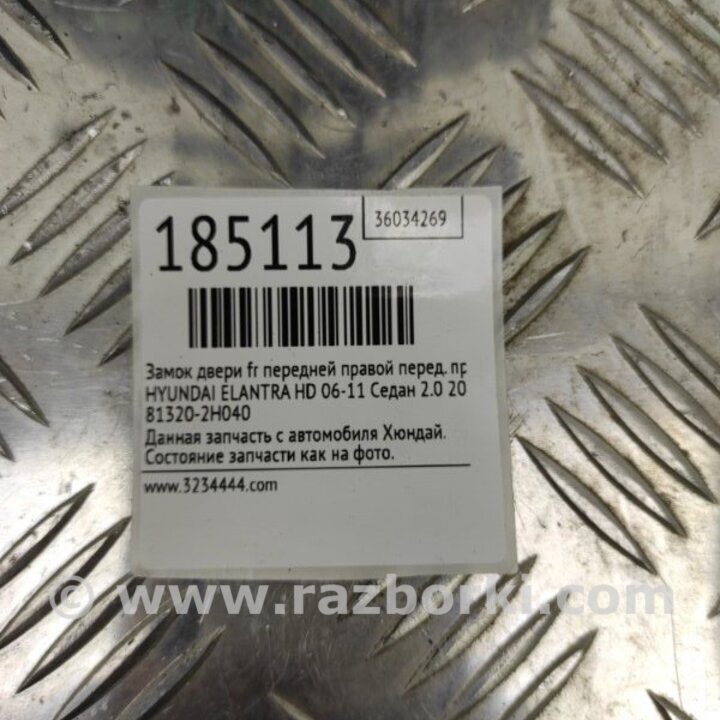 185113
36034269
Замок двери fr передней правой перед. пр
HYUNDAI ELANTRA HD 06-11 Седан 2.0 20
81320-2H040
Данная запчасть с автомобиля Хюндай.
Состояние запчасти как на фото.
www.3234444.com
© www.razborki.com